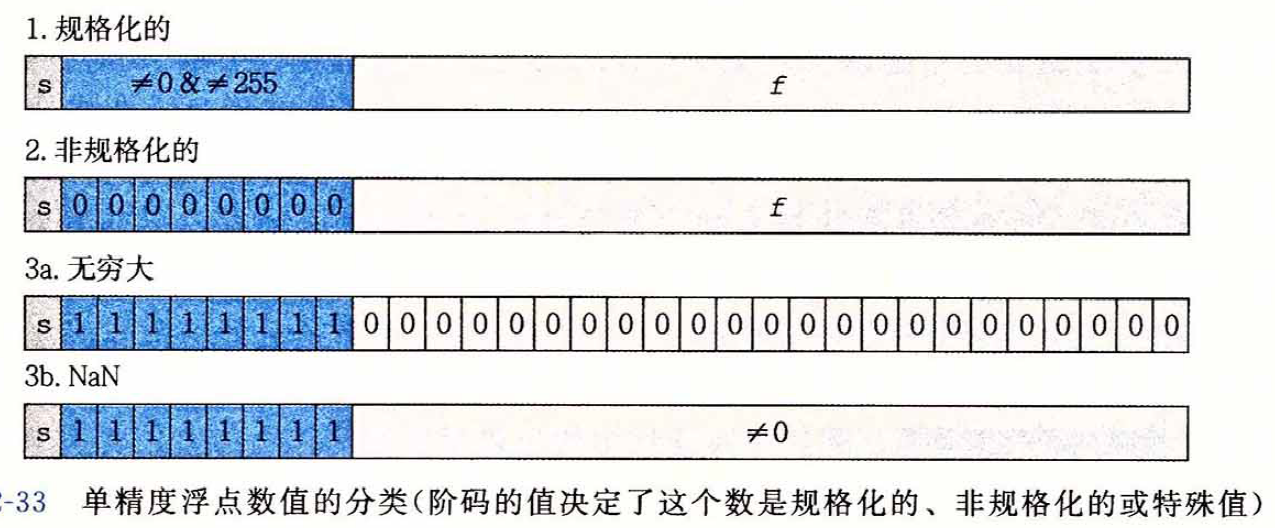 1. 规格化的
s ≠0 & ≠255 f
2. 非规格化的
s 0 0 0 0 0 0 0 0 f
3a. 无穷大
s 1 1 1 1 1 1 1 1 0 0 0 0 0 0 0 0 0 0 0 0 0 0 0 0 0 0 0 0 0 0 0
3b. NaN
s 1 1 1 1 1 1 1 1 ≠0
-33 单精度浮点数值的分类(阶码的值决定了这个数是规格化的、非规格化的或特殊值)